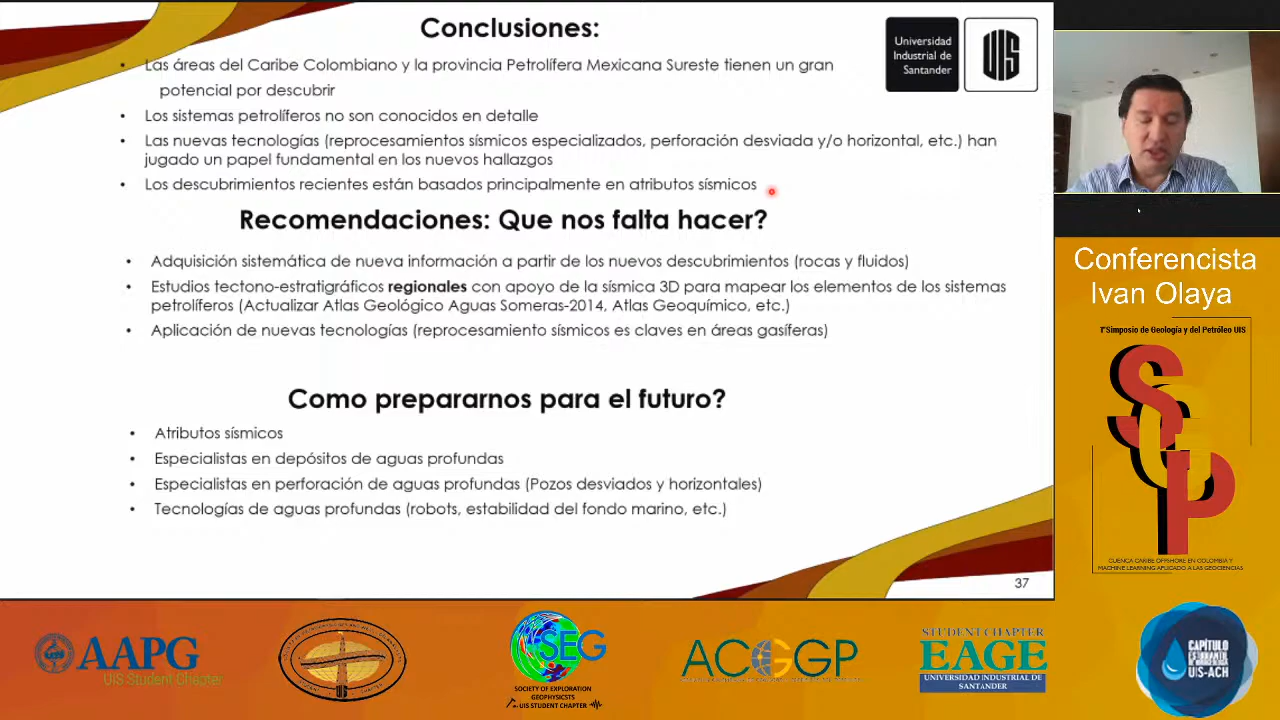 Conclusiones:
Las áreas del Caribe Colombiano y la provincia Petrolífera Mexicana Sureste tienen un gran
potencial por descubrir
Los sistemas petrolíferos no son conocidos en detalle
Las nuevas tecnologías (reprocesamientos sísmicos especializados, perforación desviada y/o horizontal, etc.) han
jugado un papel fundamental en los nuevos hallazgos
Los descubrimientos recientes están basados principalmente en atributos sísmicos
Recomendaciones: Que nos falta hacer?
Adquisición sistemática de nueva información a partir de los nuevos descubrimientos (rocas y fluidos)
Estudios tectono-estratigráficos regionales con apoyo de la sísmica 3D para mapear los elementos de los sistemas
petrolíferos (Actualizar Atlas Geológico Aguas Someras-2014, Atlas Geoquímico, etc.)
Aplicación de nuevas tecnologías (reprocesamiento sísmicos es claves en áreas gasíferas)
Como prepararnos para el futuro?
Atributos sísmicos
Especialistas en depósitos de aguas profundas
Especialistas en perforación de aguas profundas (Pozos desviados y horizontales)
Tecnologías de aguas profundas (robots, estabilidad del fondo marino, etc.)
37
Universidad
Industrial de
Santander
UIS
Conferencista
Ivan Olaya
1er Simposio de Geología y del Petróleo UIS
SGP
CUENCA CARIBE OFFSHORE EN COLOMBIA Y
MACHINE LEARNING APLICADO A LAS GEOCIENCIAS
AAPG
UIS Student Chapter
SEG
SOCIETY OF EXPLORATION
GEOPHYSICSTS
UIS STUDENT CHAPTER
ACGGP
STUDENT CHAPTER
EAGE
UNIVERSIDAD INDUSTRIAL DE
SANTANDER
CAPÍTULO
ESTUDIANTIL
DE HIDROGEOLOGÍA
UIS-ACH